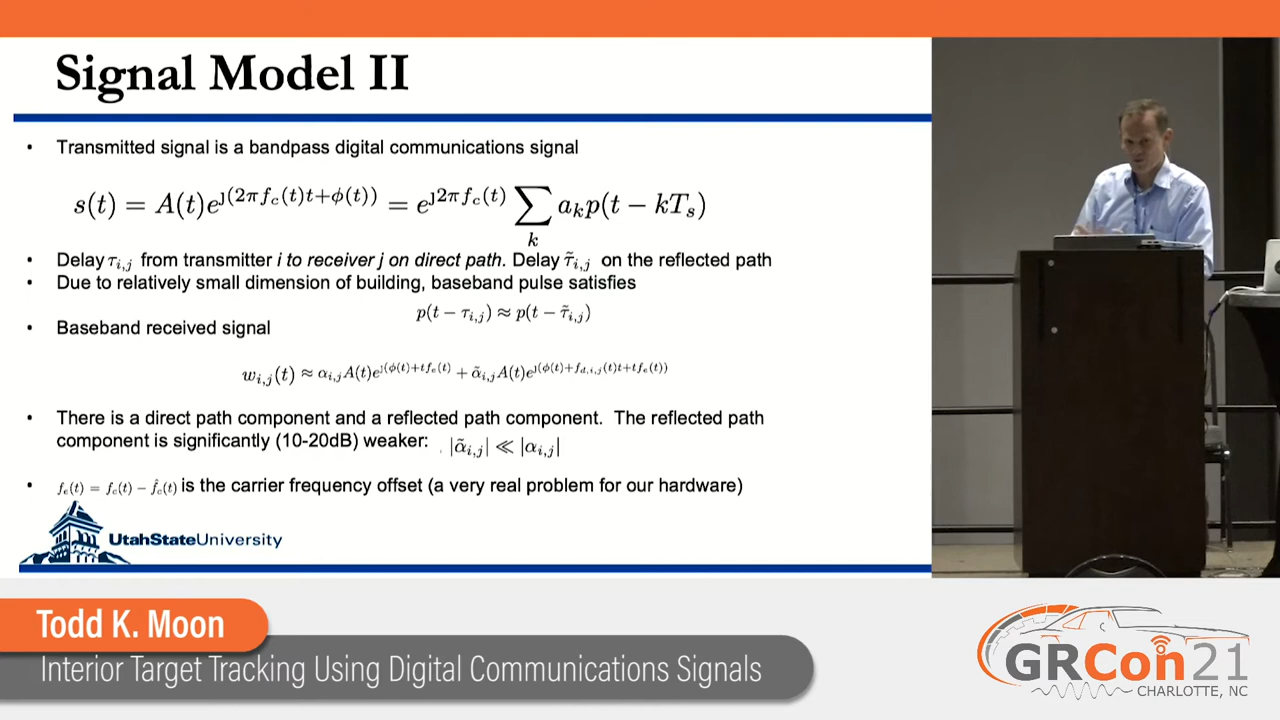 Signal Model II
• Transmitted signal is a bandpass digital communications signal
s(t) = A(t)e^{ȷ(2πf_c(t)t+ϕ(t))} = e^{ȷ2πf_c(t)} ∑_k a_k p(t − kT_s)
• Delay τ_{i,j} from transmitter i to receiver j on direct path. Delay τ̃_{i,j} on the reflected path
• Due to relatively small dimension of building, baseband pulse satisfies
p(t − τ_{i,j}) ≈ p(t − τ̃_{i,j})
• Baseband received signal
w_{i,j}(t) ≈ α_{i,j}A(t)e^{ȷ(ϕ(t)+tf_e(t)} + α̃_{i,j}A(t)e^{ȷ(ϕ(t)+f_{d,i,j}(t)t+tf_e(t))}
• There is a direct path component and a reflected path component. The reflected path
component is significantly (10-20dB) weaker: |α̃_{i,j}| ≪ |α_{i,j}|
• f_e(t) = f_c(t) − f̂_c(t) is the carrier frequency offset (a very real problem for our hardware)
UtahStateUniversity
Todd K. Moon
Interior Target Tracking Using Digital Communications Signals
GRCon21
CHARLOTTE, NC